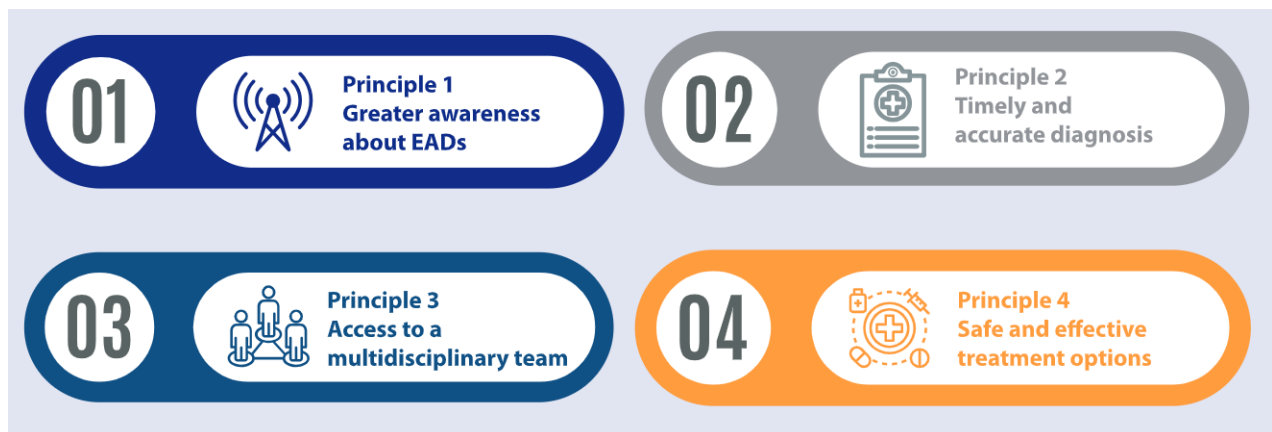 01
Principle 1
Greater awareness
about EADs
02
Principle 2
Timely and
accurate diagnosis
03
Principle 3
Access to a
multidisciplinary team
04
Principle 4
Safe and effective
treatment options